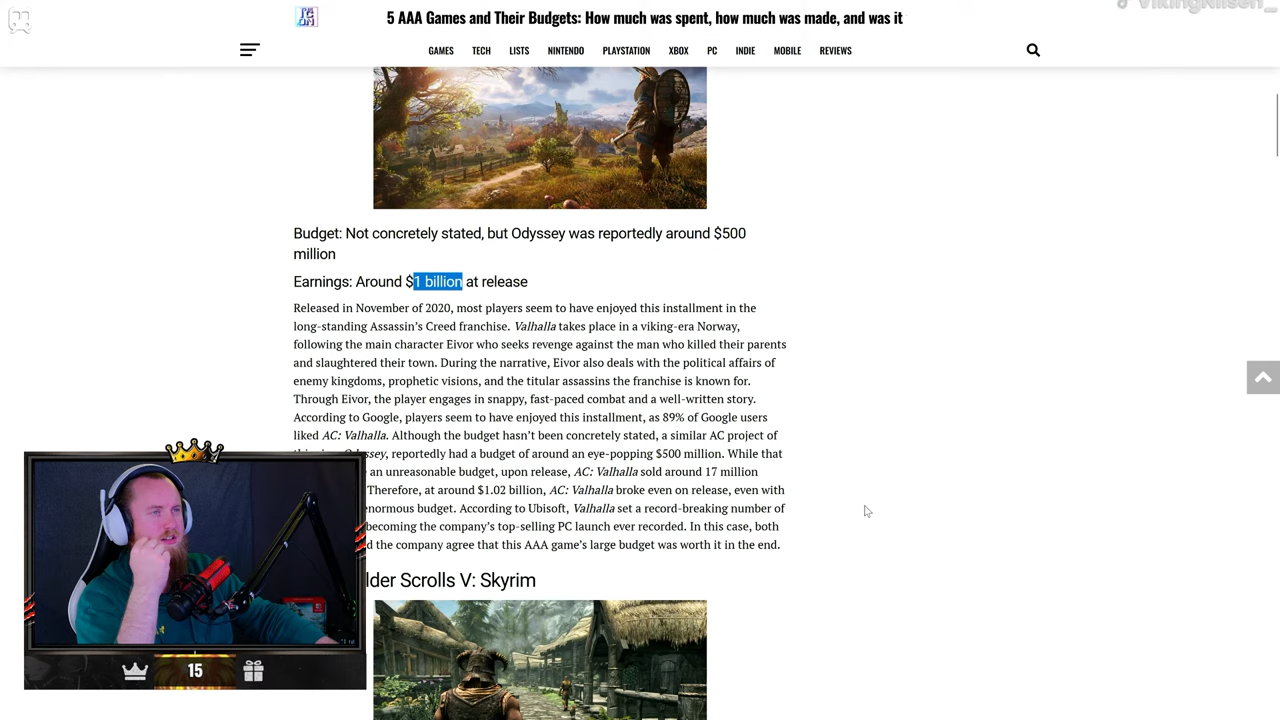 VikingNilsen_
5 AAA Games and Their Budgets: How much was spent, how much was made, and was it
GAMES TECH LISTS NINTENDO PLAYSTATION XBOX PC INDIE MOBILE REVIEWS
Budget: Not concretely stated, but Odyssey was reportedly around $500
million
Earnings: Around $1 billion at release
Released in November of 2020, most players seem to have enjoyed this installment in the
long-standing Assassin's Creed franchise. Valhalla takes place in a viking-era Norway,
following the main character Eivor who seeks revenge against the man who killed their parents
and slaughtered their town. During the narrative, Eivor also deals with the political affairs of
enemy kingdoms, prophetic visions, and the titular assassins the franchise is known for.
Through Eivor, the player engages in snappy, fast-paced combat and a well-written story.
According to Google, players seem to have enjoyed this installment, as 89% of Google users
liked AC: Valhalla. Although the budget hasn't been concretely stated, a similar AC project of
reportedly had a budget of around an eye-popping $500 million. While that
an unreasonable budget, upon release, AC: Valhalla sold around 17 million
Therefore, at around $1.02 billion, AC: Valhalla broke even on release, even with
enormous budget. According to Ubisoft, Valhalla set a record-breaking number of
becoming the company's top-selling PC launch ever recorded. In this case, both
the company agree that this AAA game's large budget was worth it in the end.
lder Scrolls V: Skyrim
15